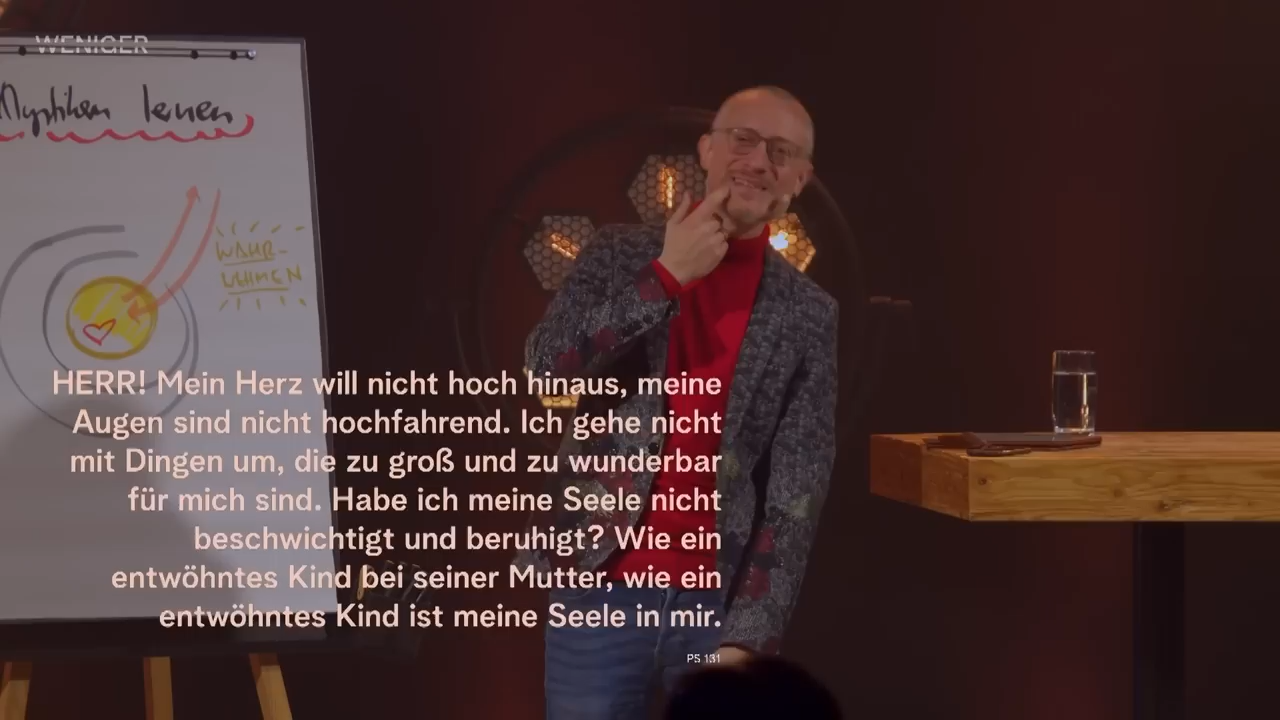 WENIGER
Mystiken lernen
WAHR-
NEHMEN
HERR! Mein Herz will nicht hoch hinaus, meine
Augen sind nicht hochfahrend. Ich gehe nicht
mit Dingen um, die zu groß und zu wunderbar
für mich sind. Habe ich meine Seele nicht
beschwichtigt und beruhigt? Wie ein
entwöhntes Kind bei seiner Mutter, wie ein
entwöhntes Kind ist meine Seele in mir.
PS 131